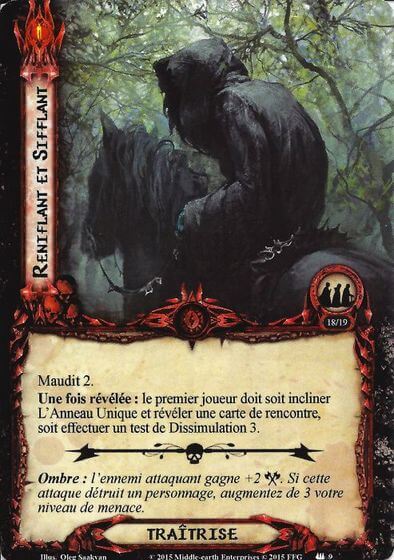 RENIFLANT ET SIFFLANT
18/19
Maudit 2.
Une fois révélée : le premier joueur doit soit incliner
L'Anneau Unique et révéler une carte de rencontre,
soit effectuer un test de Dissimulation 3.
Ombre : l'ennemi attaquant gagne +2 . Si cette
attaque détruit un personnage, augmentez de 3 votre
niveau de menace.
TRAÎTRISE
Illus. Oleg Saakyan © 2015 Middle-earth Enterprises © 2015 FFG 9